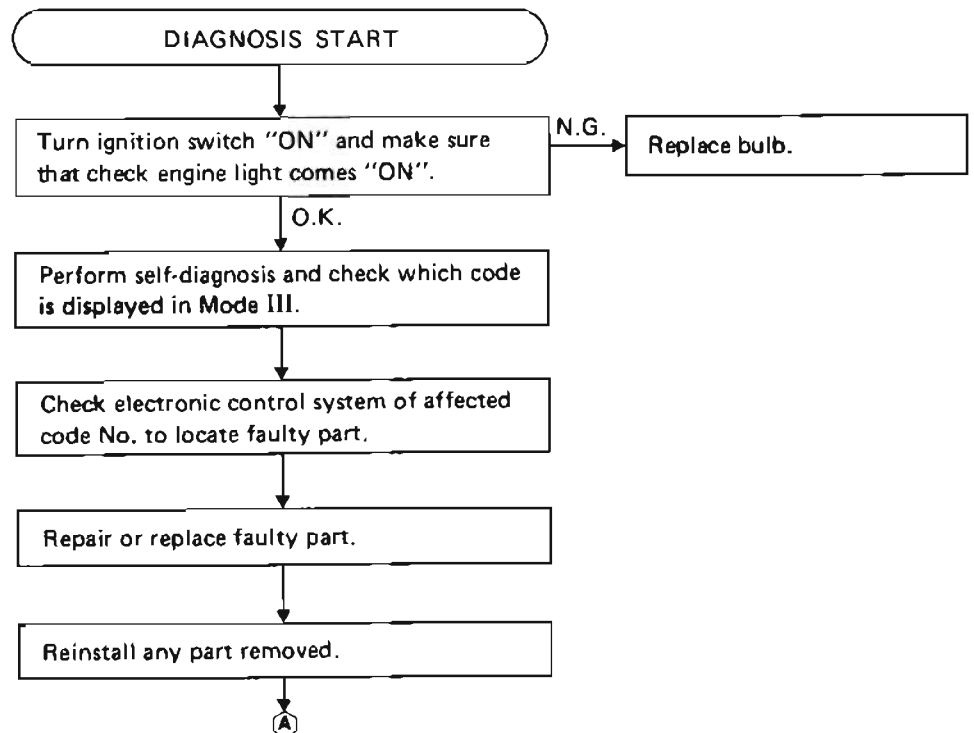 DIAGNOSIS START
Turn ignition switch "ON" and make sure
that check engine light comes "ON".
N.G.
Replace bulb.
O.K.
Perform self-diagnosis and check which code
is displayed in Mode III.
Check electronic control system of affected
code No. to locate faulty part.
Repair or replace faulty part.
Reinstall any part removed.
A